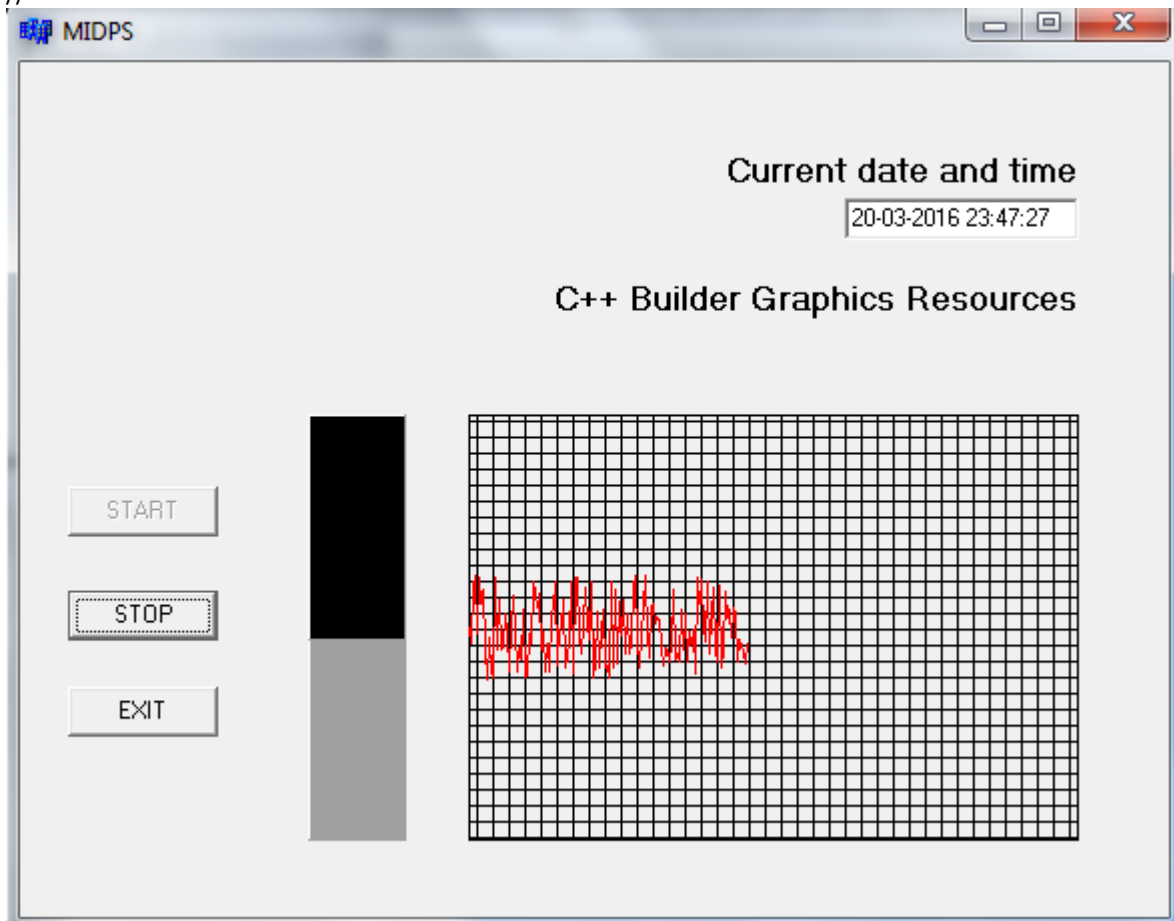 //
MIDPS
Current date and time
20-03-2016 23:47:27
C++ Builder Graphics Resources
START
STOP
EXIT